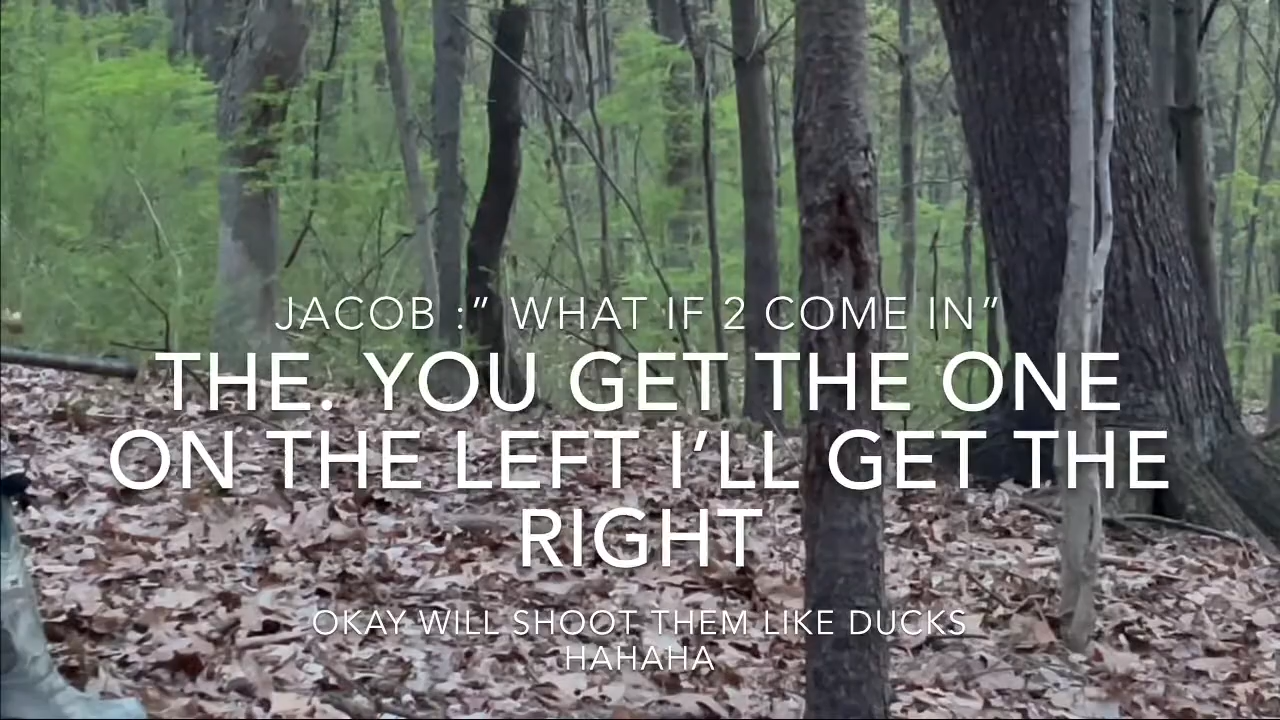 JACOB :” WHAT IF 2 COME IN”
THE. YOU GET THE ONE
ON THE LEFT I’LL GET THE
RIGHT
OKAY WILL SHOOT THEM LIKE DUCKS
HAHAHA